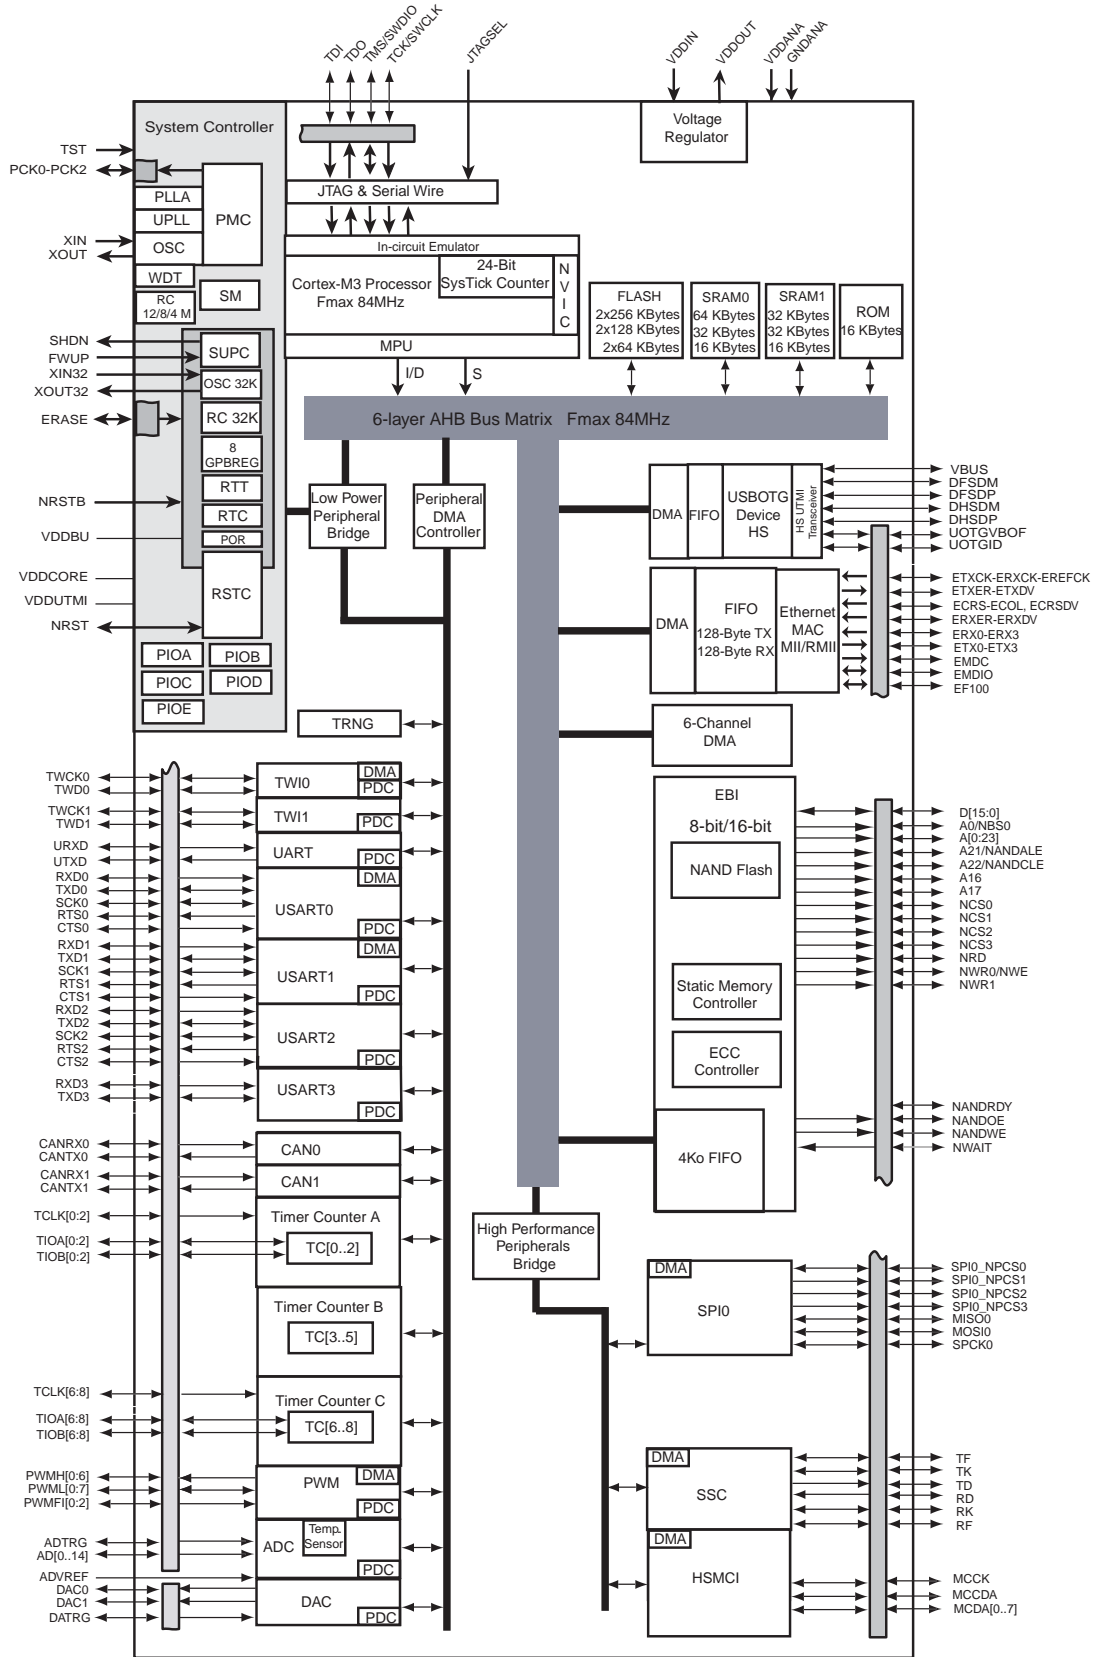 TDI
TDO
TMS/SWDIO
TCK/SWCLK
JTAGSEL
VDDIN
VDDOUT
VDDANA
GNDANA
System Controller
Voltage
Regulator
TST
PCK0-PCK2
PLLA
UPLL
PMC
XIN
XOUT
OSC
WDT
RC
12/8/4 M
SM
SHDN
FWUP
SUPC
XIN32
XOUT32
OSC 32K
ERASE
RC 32K
8
GPBREG
RTT
NRSTB
RTC
VDDBU
POR
VDDCORE
VDDUTMI
RSTC
NRST
PIOA
PIOB
PIOC
PIOD
PIOE
JTAG & Serial Wire
In-circuit Emulator
Cortex-M3 Processor
Fmax 84MHz
24-Bit
SysTick Counter
N
V
I
C
MPU
I/D
S
FLASH
2x256 KBytes
2x128 KBytes
2x64 KBytes
SRAM0
64 KBytes
32 KBytes
16 KBytes
SRAM1
32 KBytes
32 KBytes
16 KBytes
ROM
16 KBytes
6-layer AHB Bus Matrix Fmax 84MHz
Low Power
Peripheral
Bridge
Peripheral
DMA
Controller
DMA
FIFO
USBOTG
Device
HS
HS UTMI
Transceiver
VBUS
DFSDM
DFSDP
DHSDM
DHSDP
UOTGVBOF
UOTGID
DMA
FIFO
128-Byte TX
128-Byte RX
Ethernet
MAC
MII/RMII
ETXCK-ERXCK-EREFCK
ETXER-ETXDV
ECRS-ECOL, ECRSDV
ERXER-ERXDV
ERX0-ERX3
ETX0-ETX3
EMDC
EMDIO
EF100
TRNG
6-Channel
DMA
TWCK0
TWD0
TWI0
DMA
PDC
TWCK1
TWD1
TWI1
PDC
URXD
UTXD
UART
PDC
RXD0
TXD0
SCK0
RTS0
CTS0
USART0
DMA
PDC
RXD1
TXD1
SCK1
RTS1
CTS1
USART1
DMA
PDC
RXD2
TXD2
SCK2
RTS2
CTS2
USART2
PDC
RXD3
TXD3
USART3
PDC
CANRX0
CANTX0
CAN0
CANRX1
CANTX1
CAN1
TCLK[0:2]
TIOA[0:2]
TIOB[0:2]
Timer Counter A
TC[0..2]
Timer Counter B
TC[3..5]
TCLK[6:8]
TIOA[6:8]
TIOB[6:8]
Timer Counter C
TC[6..8]
PWMH[0:6]
PWML[0:7]
PWMFI[0:2]
PWM
DMA
PDC
ADTRG
AD[0..14]
ADC
Temp.
Sensor
PDC
ADVREF
DAC0
DAC1
DATRG
DAC
PDC
EBI
8-bit/16-bit
NAND Flash
Static Memory
Controller
ECC
Controller
4Ko FIFO
D[15:0]
A0/NBS0
A[0:23]
A21/NANDALE
A22/NANDCLE
A16
A17
NCS0
NCS1
NCS2
NCS3
NRD
NWR0/NWE
NWR1
NANDRDY
NANDOE
NANDWE
NWAIT
High Performance
Peripherals
Bridge
DMA
SPI0
SPI0_NPCS0
SPI0_NPCS1
SPI0_NPCS2
SPI0_NPCS3
MISO0
MOSI0
SPCK0
DMA
SSC
TF
TK
TD
RD
RK
RF
DMA
HSMCI
MCCK
MCCDA
MCDA[0..7]